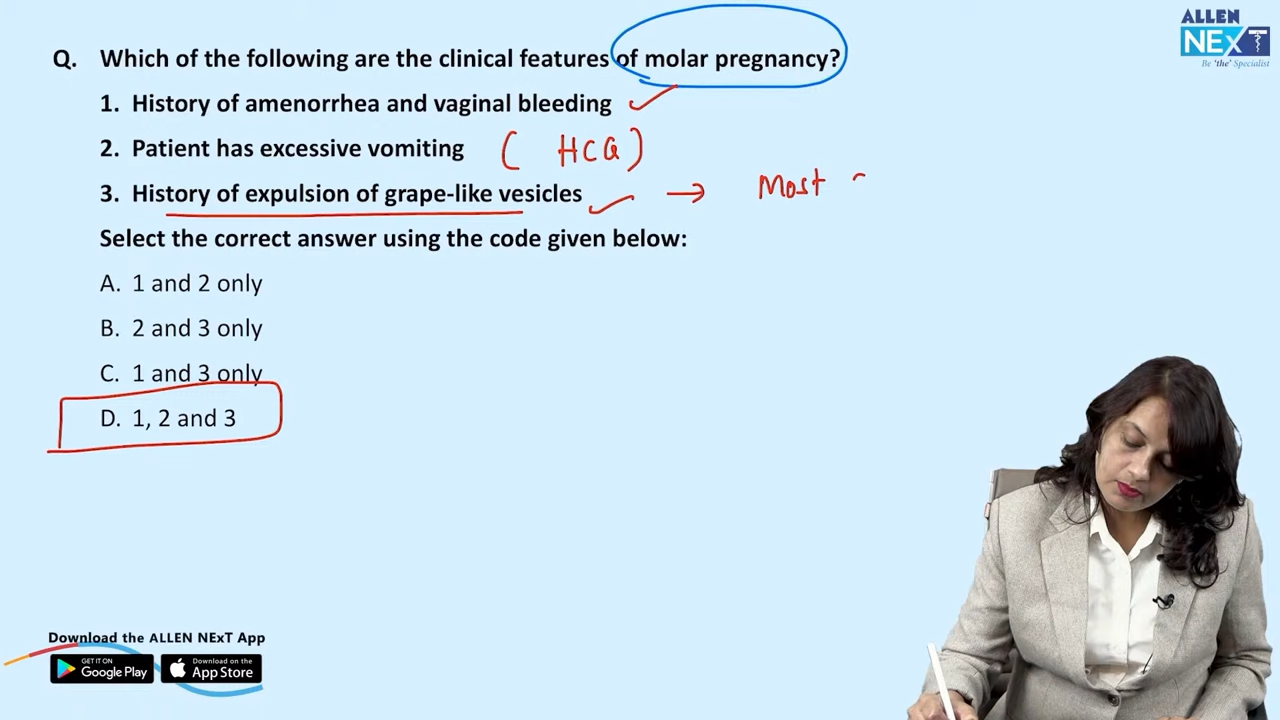 ALLEN
NEXT
Be 'the' Specialist
Q. Which of the following are the clinical features of molar pregnancy?
1. History of amenorrhea and vaginal bleeding
2. Patient has excessive vomiting ( HCG )
3. History of expulsion of grape-like vesicles → Most
Select the correct answer using the code given below:
A. 1 and 2 only
B. 2 and 3 only
C. 1 and 3 only
D. 1, 2 and 3
Download the ALLEN NExT App
GET IT ON
Google Play
Download on the
App Store